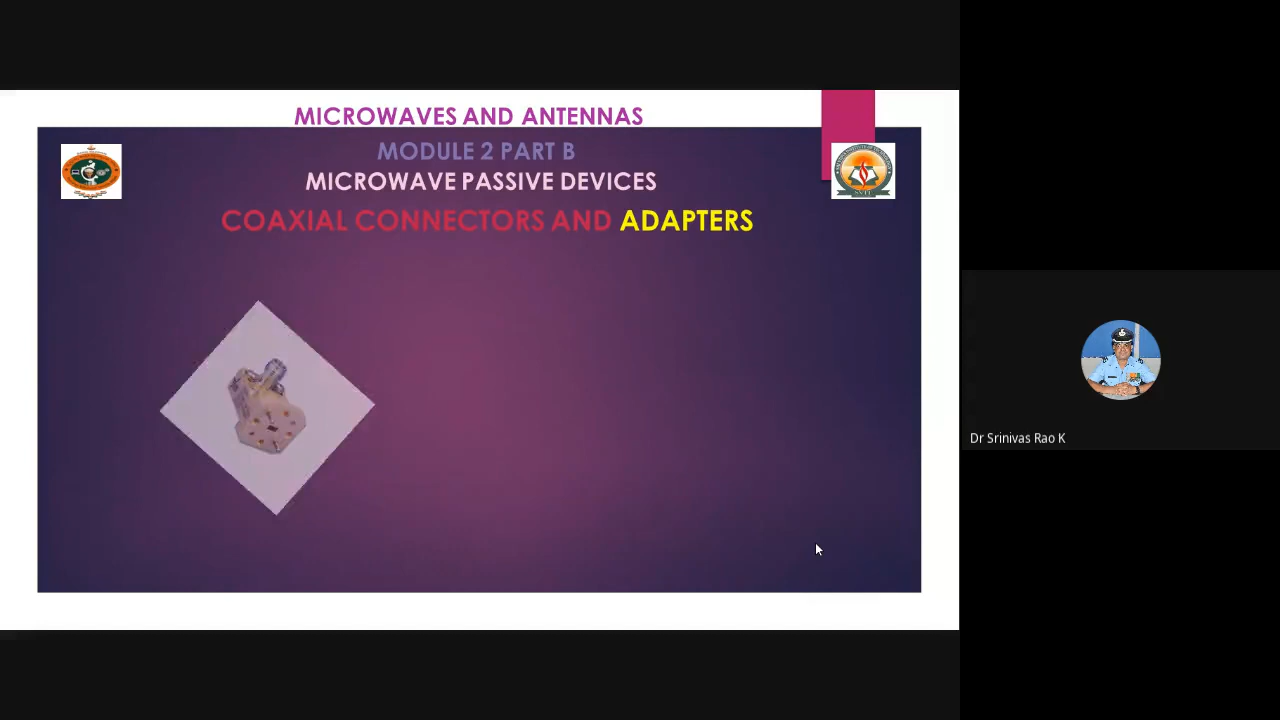 MICROWAVES AND ANTENNAS
MODULE 2 PART B
MICROWAVE PASSIVE DEVICES
COAXIAL CONNECTORS AND ADAPTERS
Dr Srinivas Rao K